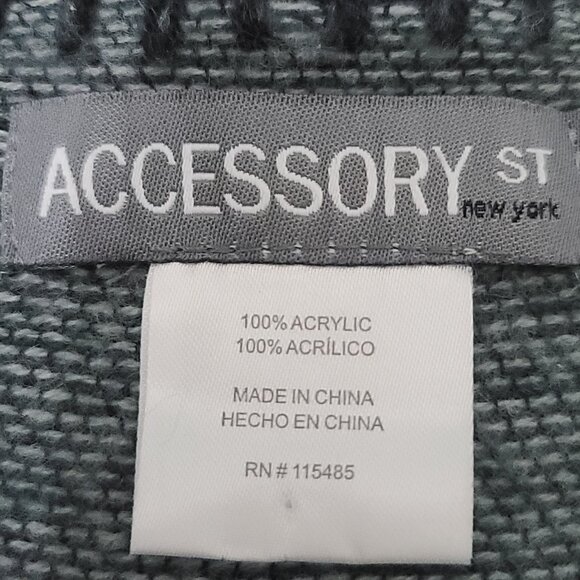 ACCESSORY ST
new york
100% ACRYLIC
100% ACRÍLICO
MADE IN CHINA
HECHO EN CHINA
RN # 115485